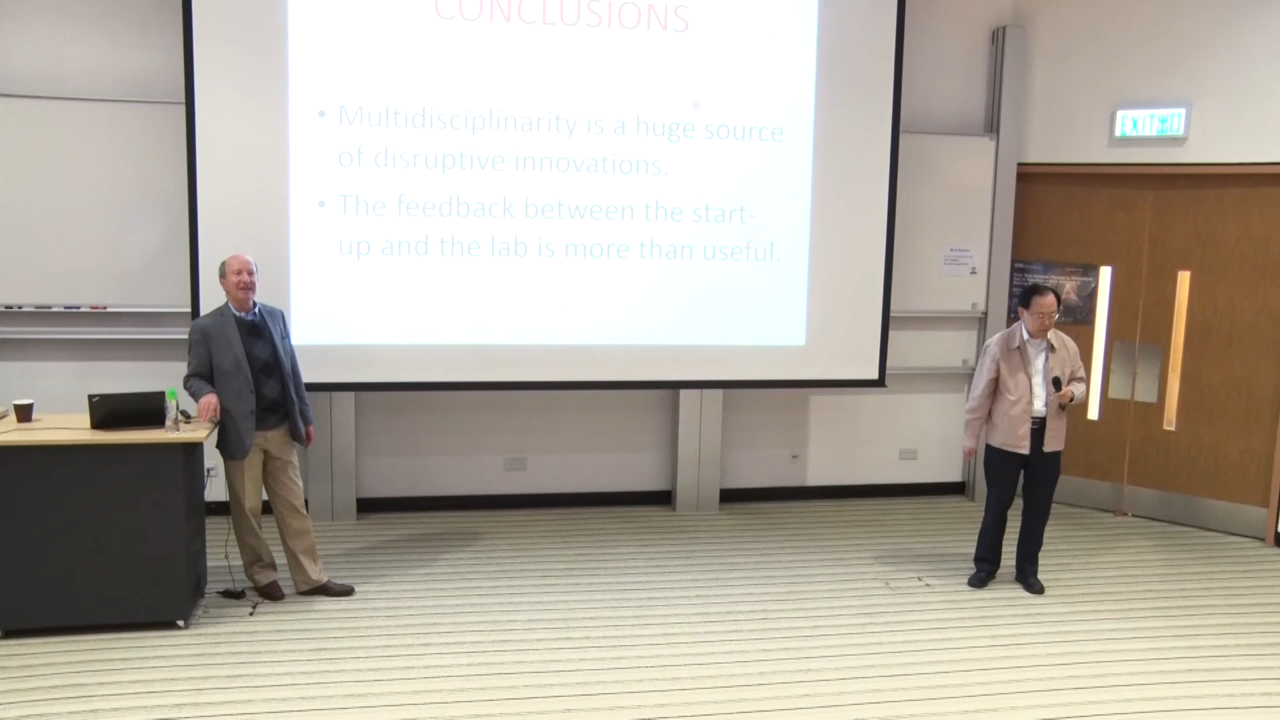 CONCLUSIONS
• Multidisciplinarity is a huge source
of disruptive innovations.
• The feedback between the start-
up and the lab is more than useful.
EXIT